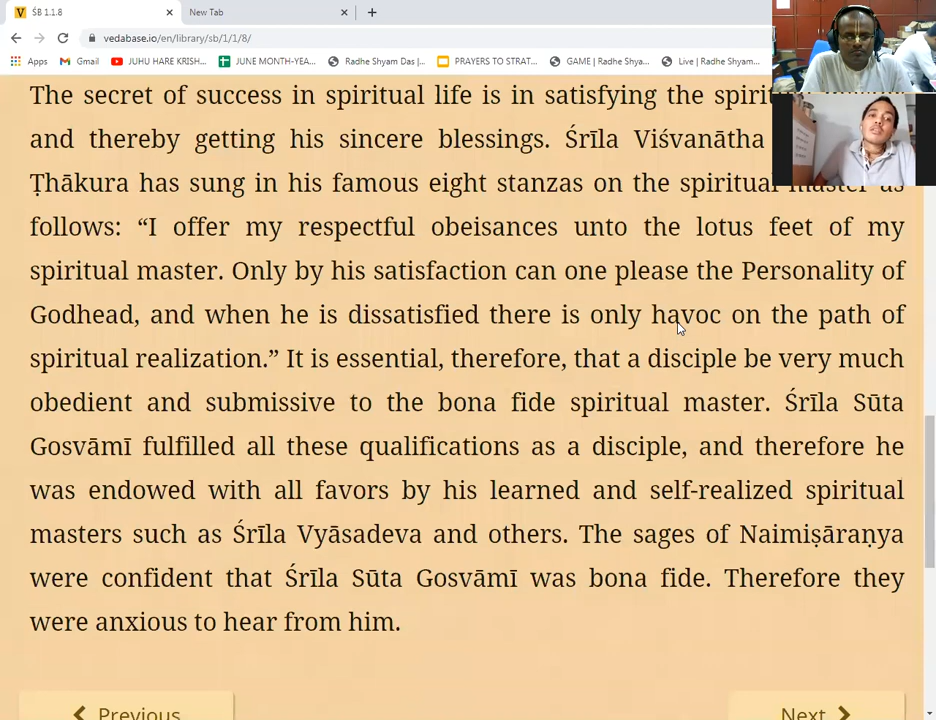 ŚB 1.1.8
New Tab
vedabase.io/en/library/sb/1/1/8/
Apps Gmail JUHU HARE KRISH... JUNE MONTH-YEA... Radhe Shyam Das |... PRAYERS TO STRAT... GAME | Radhe Shya... Live | Radhe Shyam...
The secret of success in spiritual life is in satisfying the
and thereby getting his sincere blessings. Śrīla Viśvanātha
Ṭhākura has sung in his famous eight stanzas on the spiritual master as
follows: “I offer my respectful obeisances unto the lotus feet of my
spiritual master. Only by his satisfaction can one please the Personality of
Godhead, and when he is dissatisfied there is only havoc on the path of
spiritual realization.” It is essential, therefore, that a disciple be very much
obedient and submissive to the bona fide spiritual master. Śrīla Sūta
Gosvāmī fulfilled all these qualifications as a disciple, and therefore he
was endowed with all favors by his learned and self-realized spiritual
masters such as Śrīla Vyāsadeva and others. The sages of Naimiṣāraṇya
were confident that Śrīla Sūta Gosvāmī was bona fide. Therefore they
were anxious to hear from him.
Previous
Next